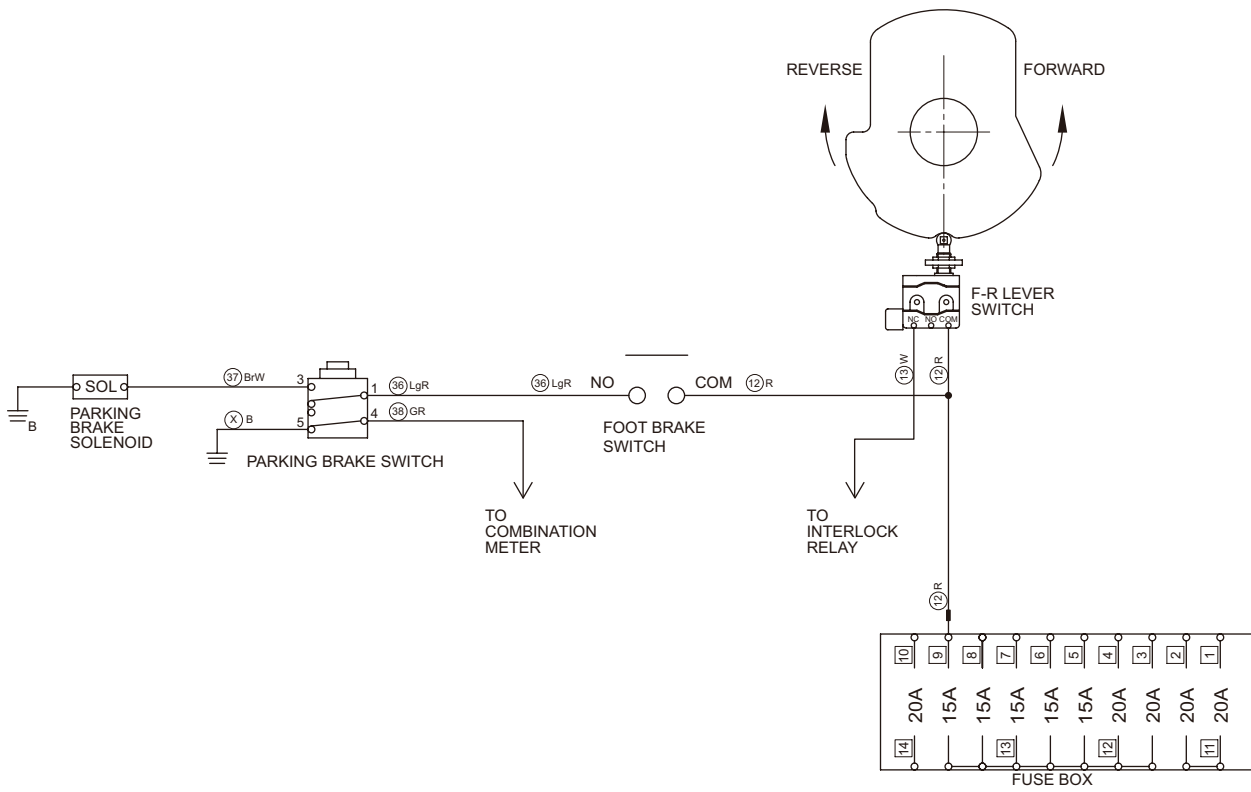 REVERSE
FORWARD
F-R LEVER
SWITCH
NC NO COM
13 W
12 R
SOL
37 BrW
3
1
36 LgR
36 LgR
NO
COM
12 R
B
PARKING
BRAKE
SOLENOID
X B
5
4
38 GR
FOOT BRAKE
SWITCH
PARKING BRAKE SWITCH
TO
COMBINATION
METER
TO
INTERLOCK
RELAY
12 R
10 9 8 7 6 5 4 3 2 1
20A 15A 15A 15A 15A 15A 20A 20A 20A 20A
14 13 12 11
FUSE BOX